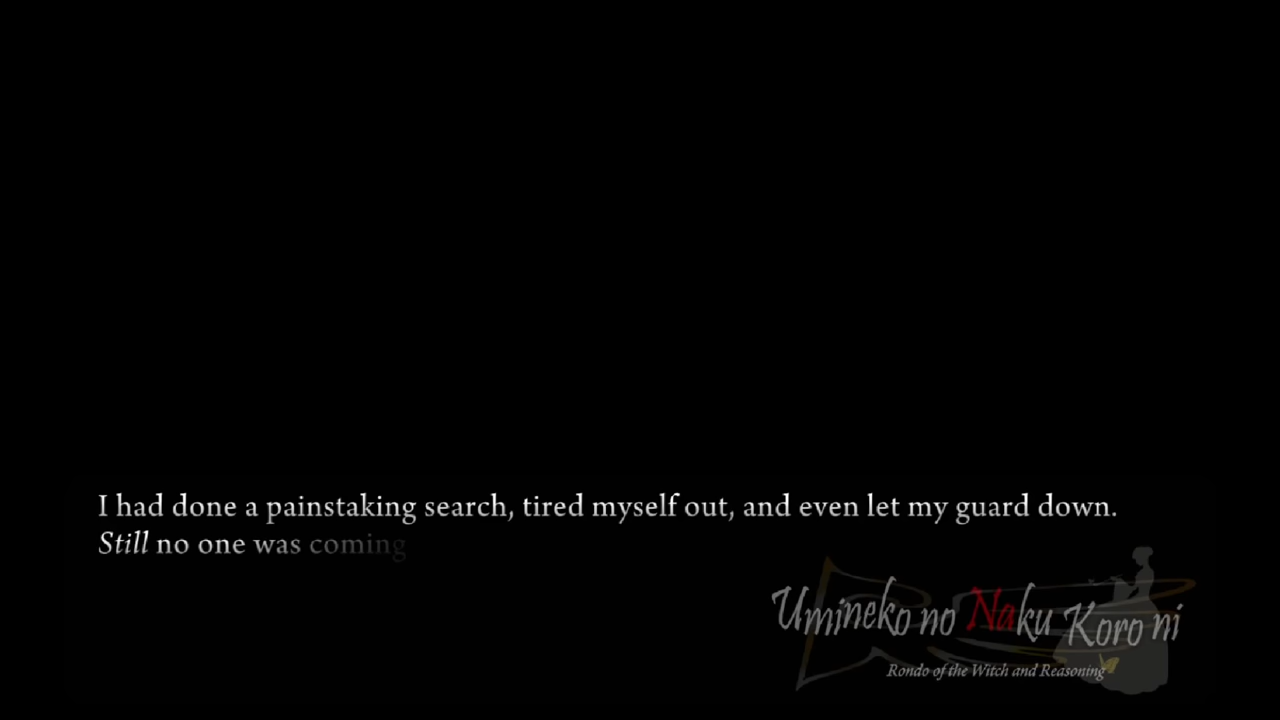 I had done a painstaking search, tired myself out, and even let my guard down.
Still no one was coming
Umineko no Naku Koro ni
Rondo of the Witch and Reasoning